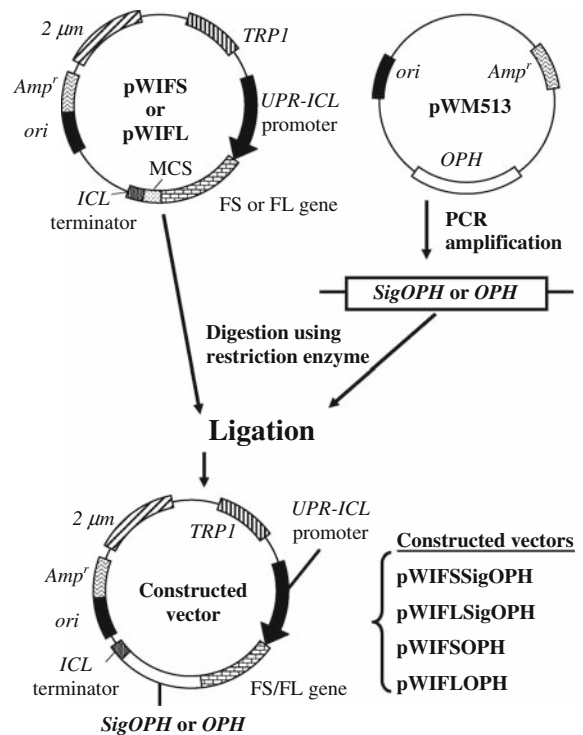 2 μm
TRP1
Amp^r
ori
pWIFS
or
pWIFL
UPR-ICL
promoter
MCS
ICL
terminator
FS or FL gene
ori
Amp^r
pWM513
OPH
PCR
amplification
SigOPH or OPH
Digestion using
restriction enzyme
Ligation
2 μm
TRP1
UPR-ICL
promoter
Amp^r
ori
Constructed
vector
ICL
terminator
FS/FL gene
SigOPH or OPH
Constructed vectors
pWIFSSigOPH
pWIFLSigOPH
pWIFSOPH
pWIFLOPH